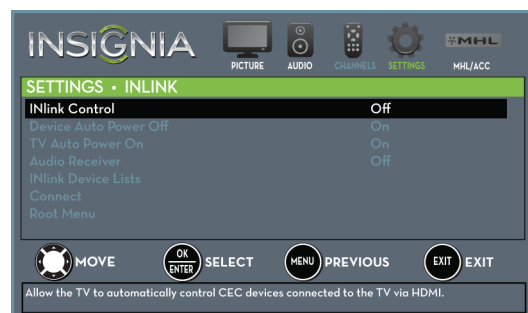 INSIGNIA
PICTURE AUDIO CHANNELS SETTINGS MHL MHL/ACC
SETTINGS • INLINK
INlink Control Off
Device Auto Power Off On
TV Auto Power On On
Audio Receiver Off
INlink Device Lists
Connect
Root Menu
MOVE OK ENTER SELECT MENU PREVIOUS EXIT EXIT
Allow the TV to automatically control CEC devices connected to the TV via HDMI.